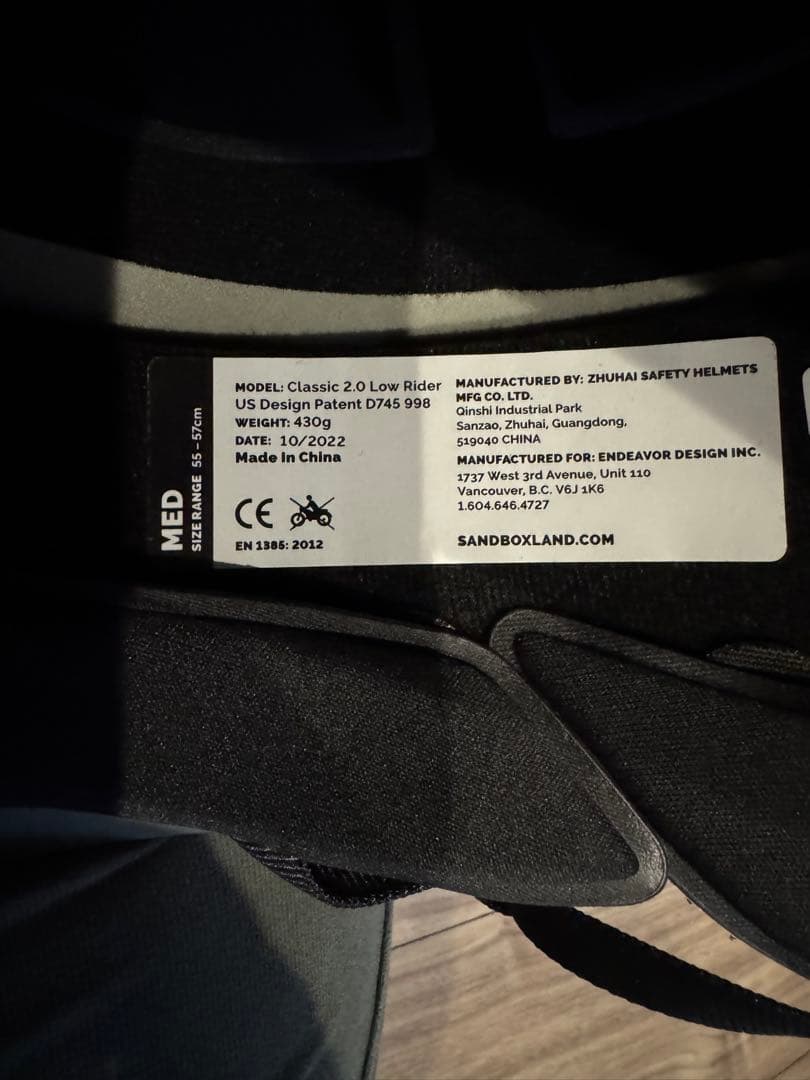 MED
SIZE RANGE 55 – 57cm
MODEL: Classic 2.0 Low Rider
US Design Patent D745 998
WEIGHT: 430g
DATE: 10/2022
Made In China
CE
EN 1385: 2012
MANUFACTURED BY: ZHUHAI SAFETY HELMETS
MFG CO. LTD.
Qinshi Industrial Park
Sanzao, Zhuhai, Guangdong,
519040 CHINA
MANUFACTURED FOR: ENDEAVOR DESIGN INC.
1737 West 3rd Avenue, Unit 110
Vancouver, B.C. V6J 1K6
1.604.646.4727
SANDBOXLAND.COM